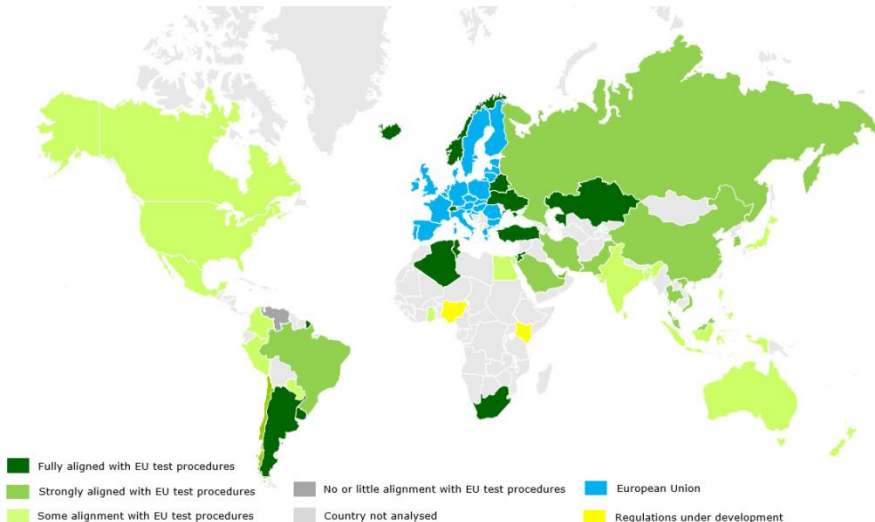 Fully aligned with EU test procedures
Strongly aligned with EU test procedures
No or little alignment with EU test procedures
European Union
Some alignment with EU test procedures
Country not analysed
Regulations under development